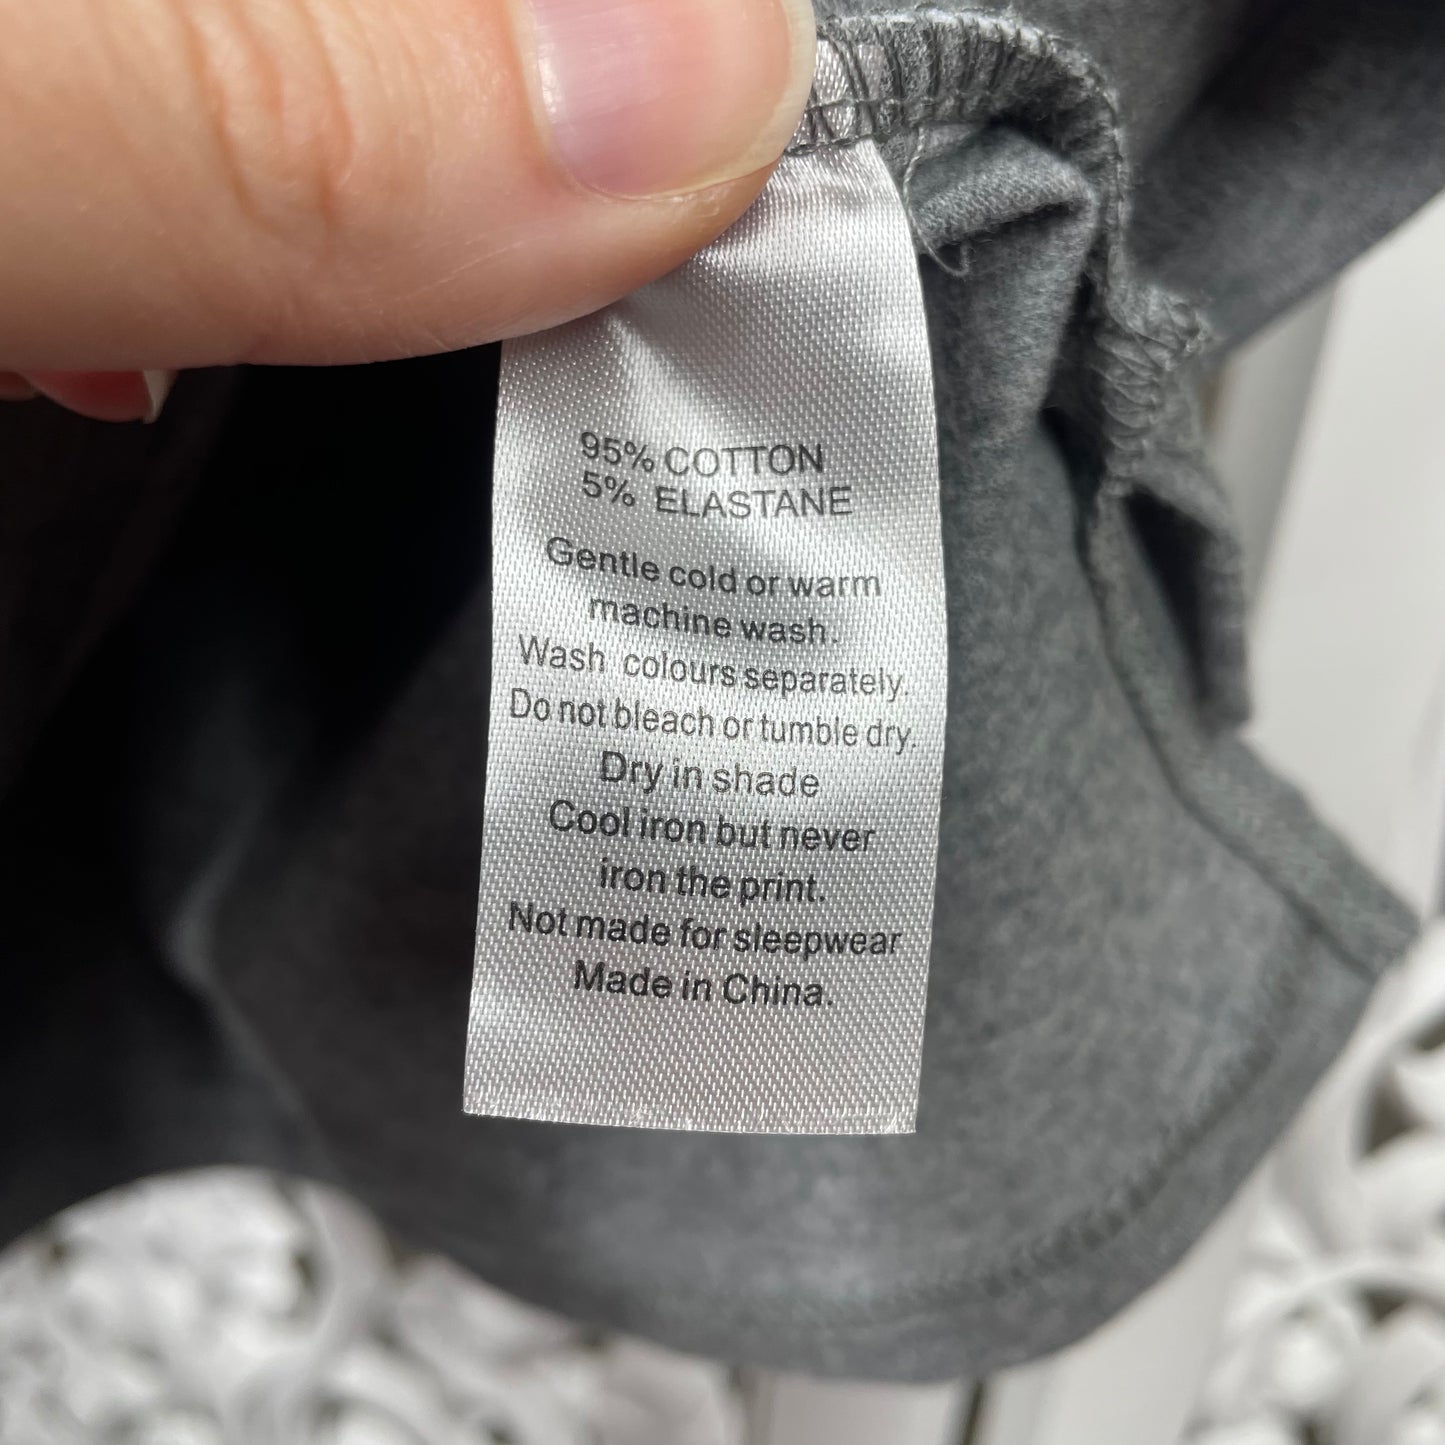 95% COTTON
5% ELASTANE
Gentle cold or warm
machine wash.
Wash colours separately.
Do not bleach or tumble dry.
Dry in shade
Cool iron but never
iron the print.
Not made for sleepwear
Made in China.